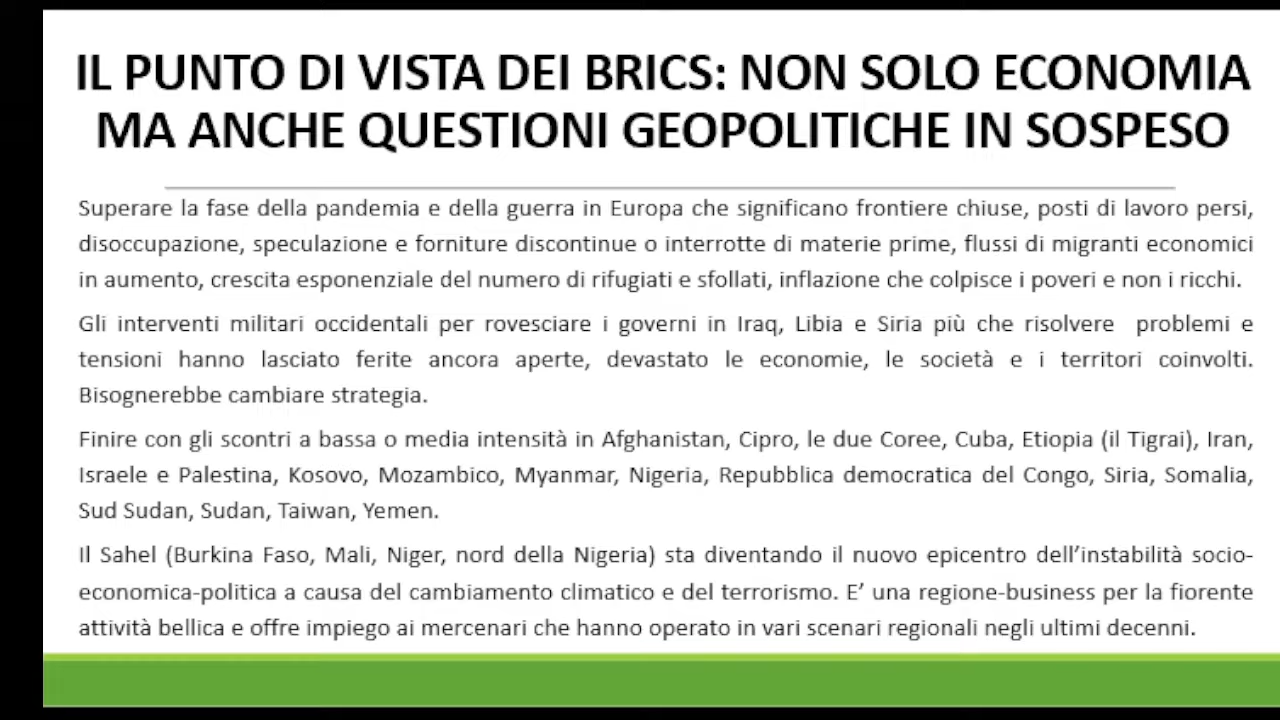 IL PUNTO DI VISTA DEI BRICS: NON SOLO ECONOMIA
MA ANCHE QUESTIONI GEOPOLITICHE IN SOSPESO
Superare la fase della pandemia e della guerra in Europa che significano frontiere chiuse, posti di lavoro persi,
disoccupazione, speculazione e forniture discontinue o interrotte di materie prime, flussi di migranti economici
in aumento, crescita esponenziale del numero di rifugiati e sfollati, inflazione che colpisce i poveri e non i ricchi.
Gli interventi militari occidentali per rovesciare i governi in Iraq, Libia e Siria più che risolvere problemi e
tensioni hanno lasciato ferite ancora aperte, devastato le economie, le società e i territori coinvolti.
Bisognerebbe cambiare strategia.
Finire con gli scontri a bassa o media intensità in Afghanistan, Cipro, le due Coree, Cuba, Etiopia (il Tigrai), Iran,
Israele e Palestina, Kosovo, Mozambico, Myanmar, Nigeria, Repubblica democratica del Congo, Siria, Somalia,
Sud Sudan, Sudan, Taiwan, Yemen.
Il Sahel (Burkina Faso, Mali, Niger, nord della Nigeria) sta diventando il nuovo epicentro dell’instabilità socio-
economica-politica a causa del cambiamento climatico e del terrorismo. E’ una regione-business per la fiorente
attività bellica e offre impiego ai mercenari che hanno operato in vari scenari regionali negli ultimi decenni.